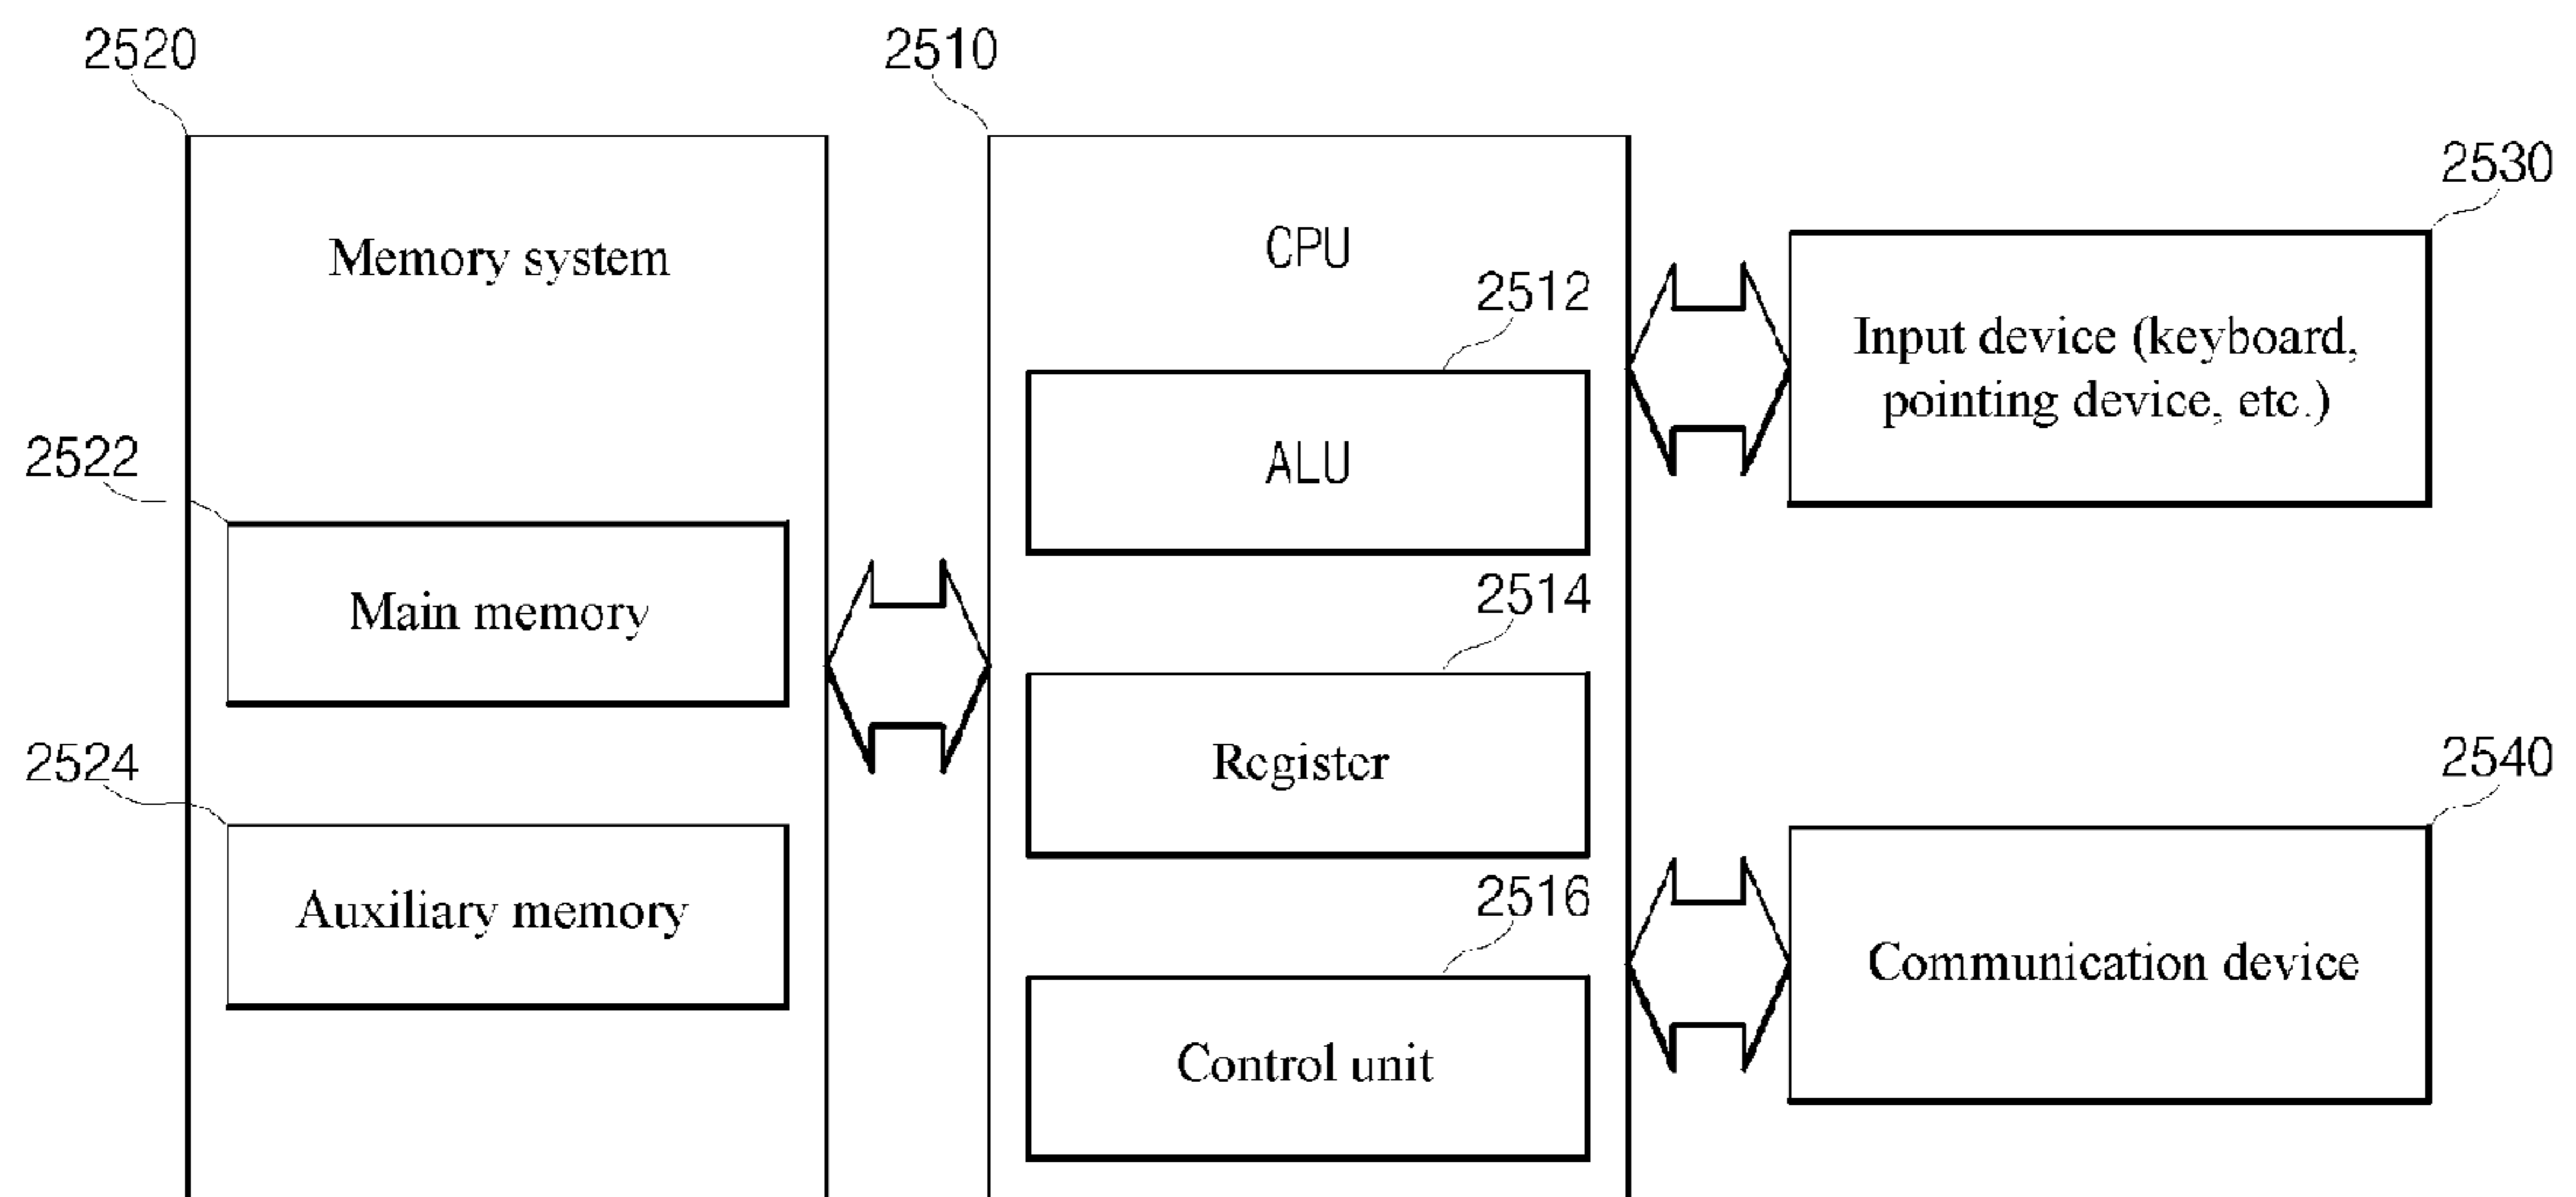 2520
2510
2530
Memory system
CPU
2512
Input device (keyboard,
pointing device, etc.)
2522
ALU
Main memory
2514
2524
Register
2540
Auxiliary memory
2516
Communication device
Control unit